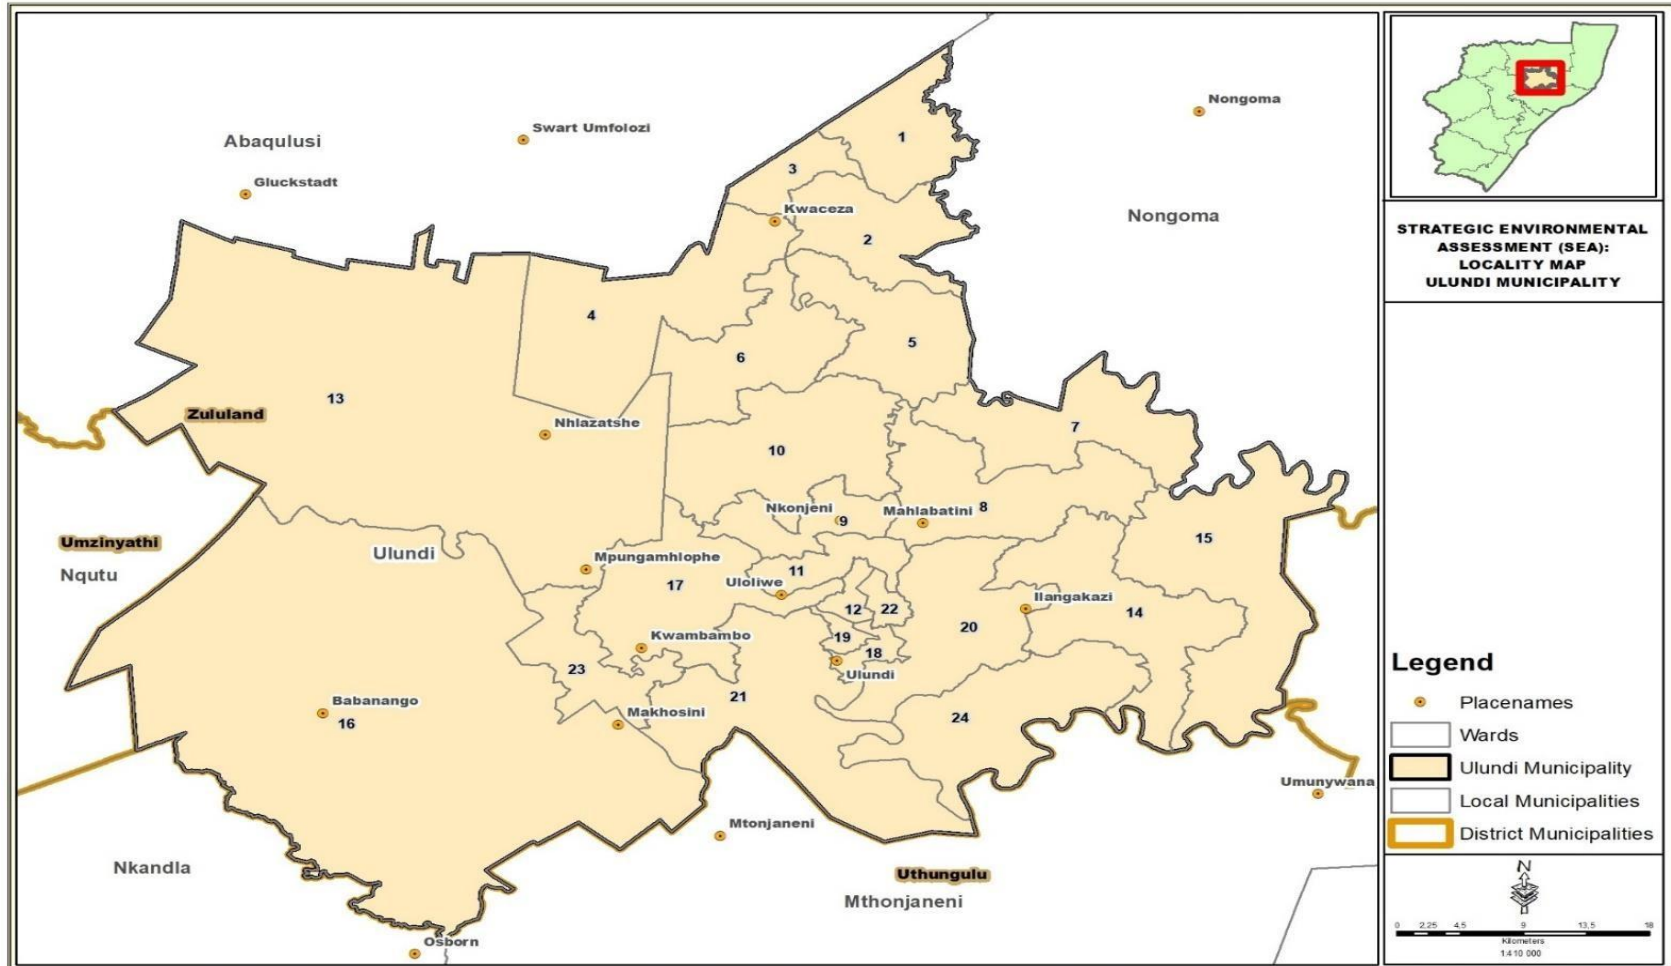 Nongoma
Swart Umfolozi
1
Abaqulusi
3
Gluckstadt
Kwaceza
Nongoma
2
4
5
6
13
Zululand
Nhlazatshe
7
10
Nkonjeni
9
Mahlabatini
8
15
Umzinyathi
Nqutu
Ulundi
Mpungamhlophe
17
11
Uloliwe
12
22
Ilangakazi
14
20
19
18
Kwambambo
23
Ulundi
21
Babanango
16
Makhosini
24
Umunywana
Mtonjaneni
Nkandla
Uthungulu
Mthonjaneni
Osborn
STRATEGIC ENVIRONMENTAL
ASSESSMENT (SEA):
LOCALITY MAP
ULUNDI MUNICIPALITY
Legend
Placenames
Wards
Ulundi Municipality
Local Municipalities
District Municipalities
N
0 2,25 4,5 9 13,5 18
Kilometers
1:410 000